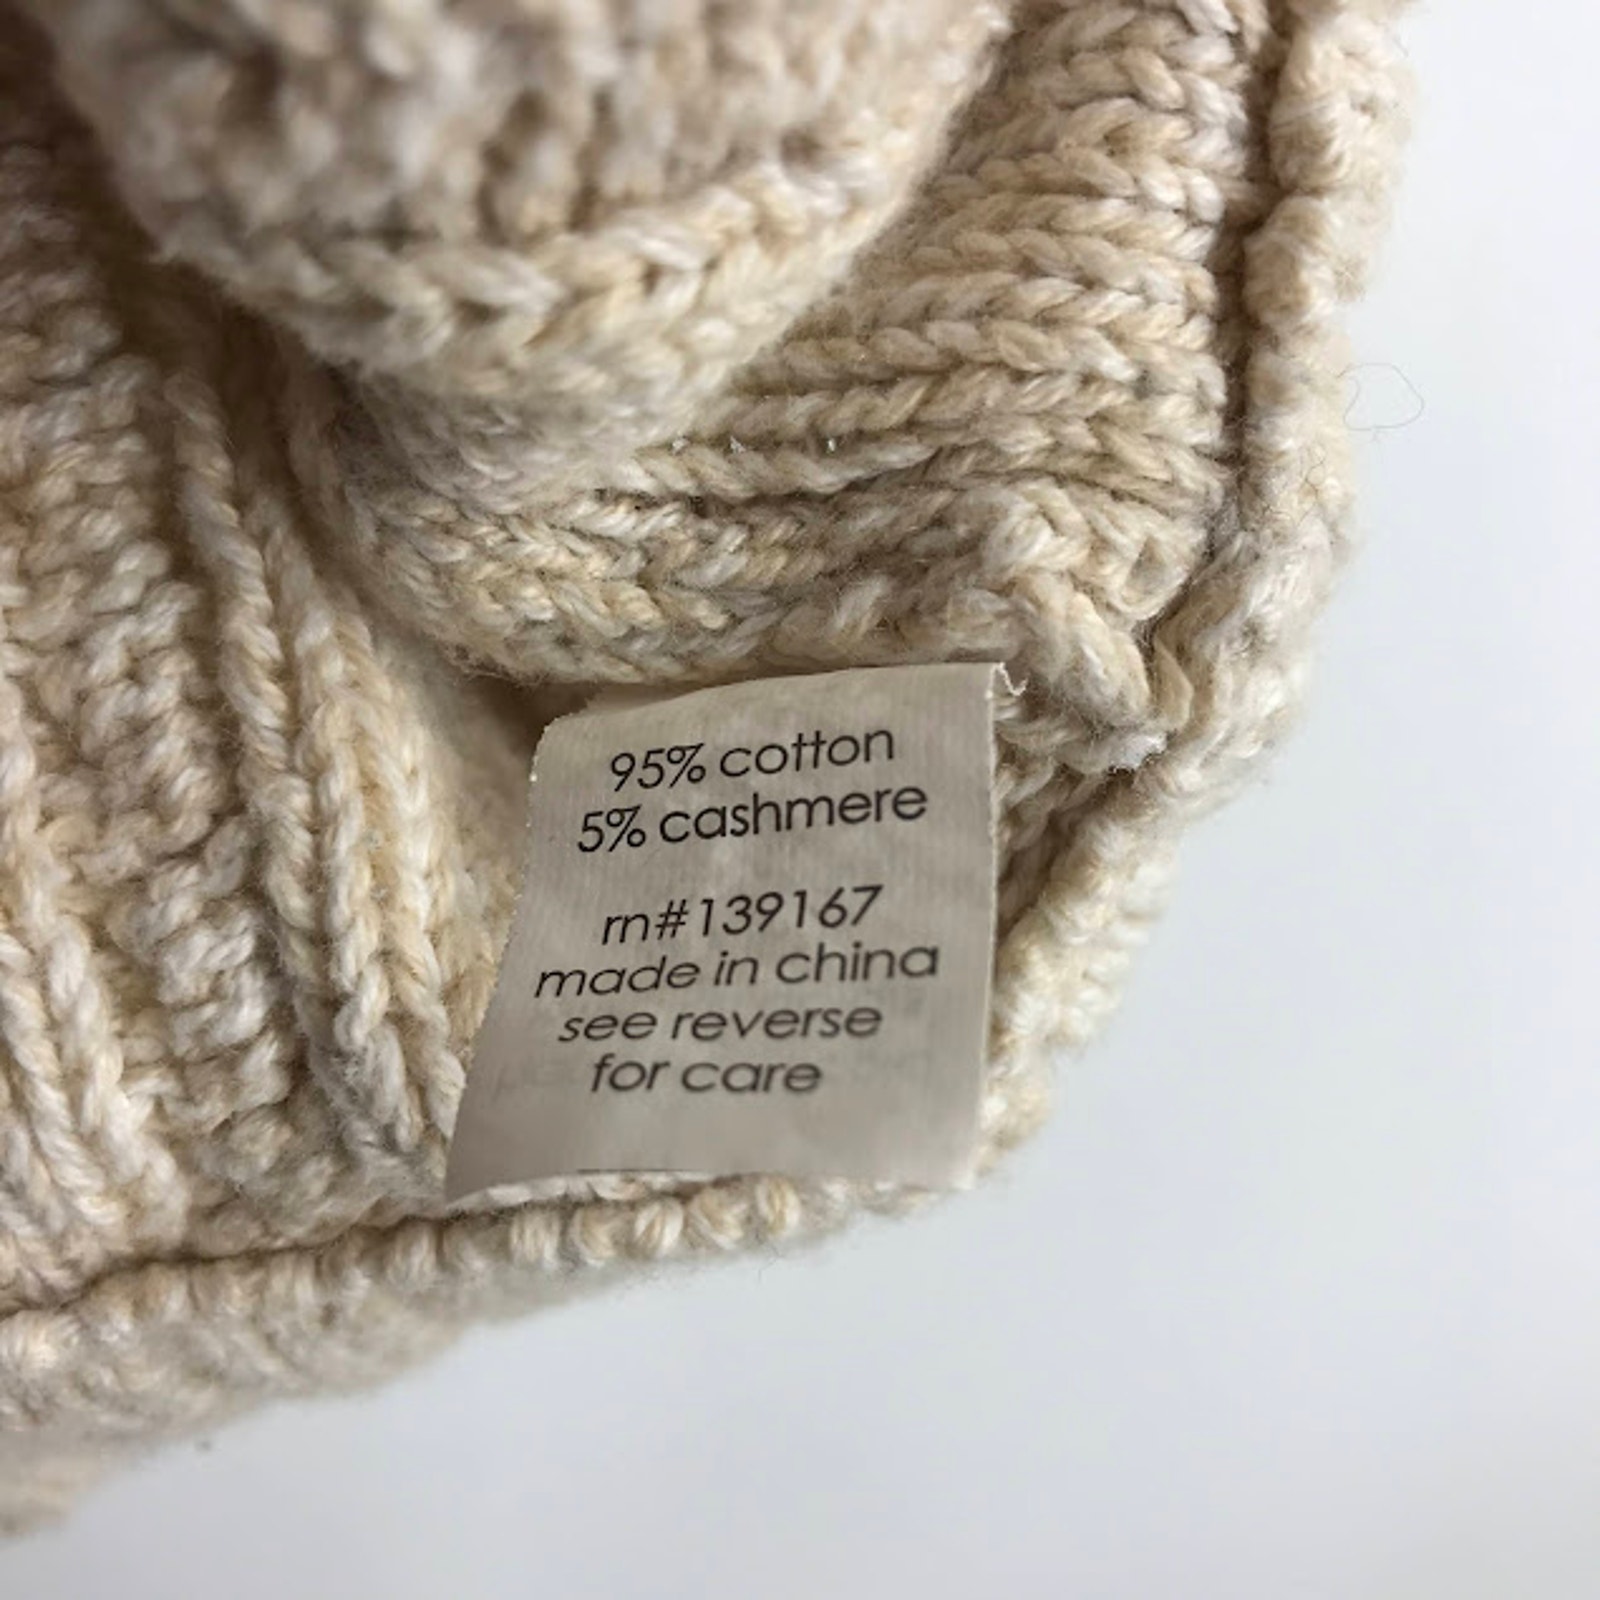 95% cotton
5% cashmere
rn#139167
made in china
see reverse
for care